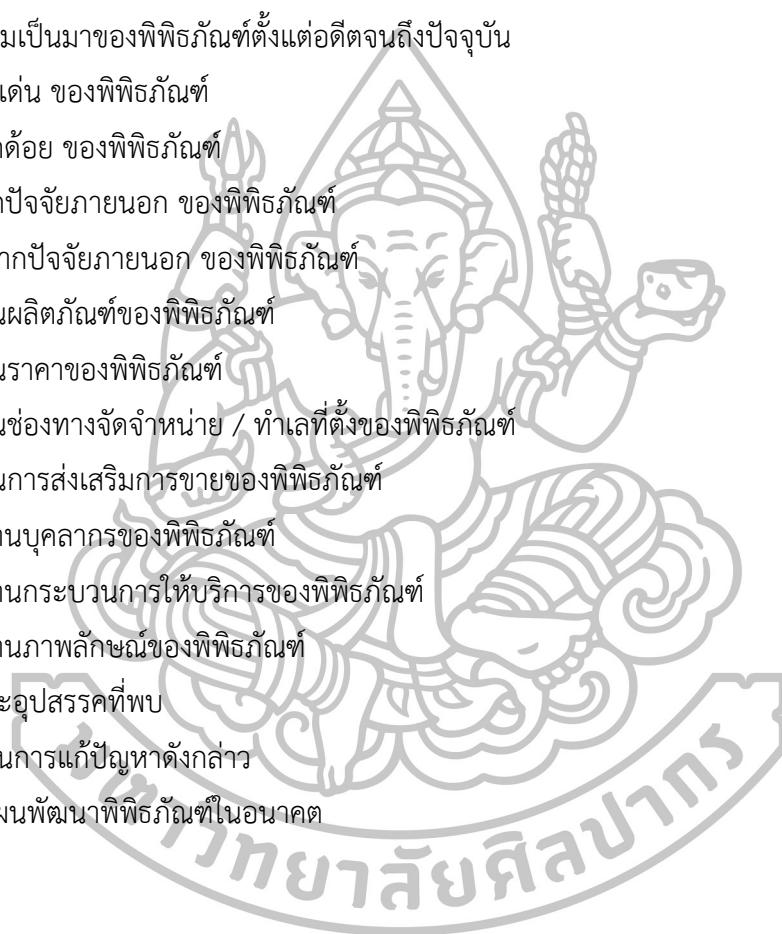 มเป็นมาของพิพิธภัณฑ์ตั้งแต่อดีตจนถึงปัจจุบัน
เด่น ของพิพิธภัณฑ์
ด้อย ของพิพิธภัณฑ์
ปัจจัยภายนอก ของพิพิธภัณฑ์
ากปัจจัยภายนอก ของพิพิธภัณฑ์
นผลิตภัณฑ์ของพิพิธภัณฑ์
นราคาของพิพิธภัณฑ์
นช่องทางจัดจำหน่าย / ทำเลที่ตั้งของพิพิธภัณฑ์
นการส่งเสริมการขายของพิพิธภัณฑ์
านบุคลากรของพิพิธภัณฑ์
านกระบวนการให้บริการของพิพิธภัณฑ์
านภาพลักษณ์ของพิพิธภัณฑ์
ะอุปสรรคที่พบ
นการแก้ปัญหาดังกล่าว
ผนพัฒนาพิพิธภัณฑ์ในอนาคต
มหาวิทยาลัยศิลปากร